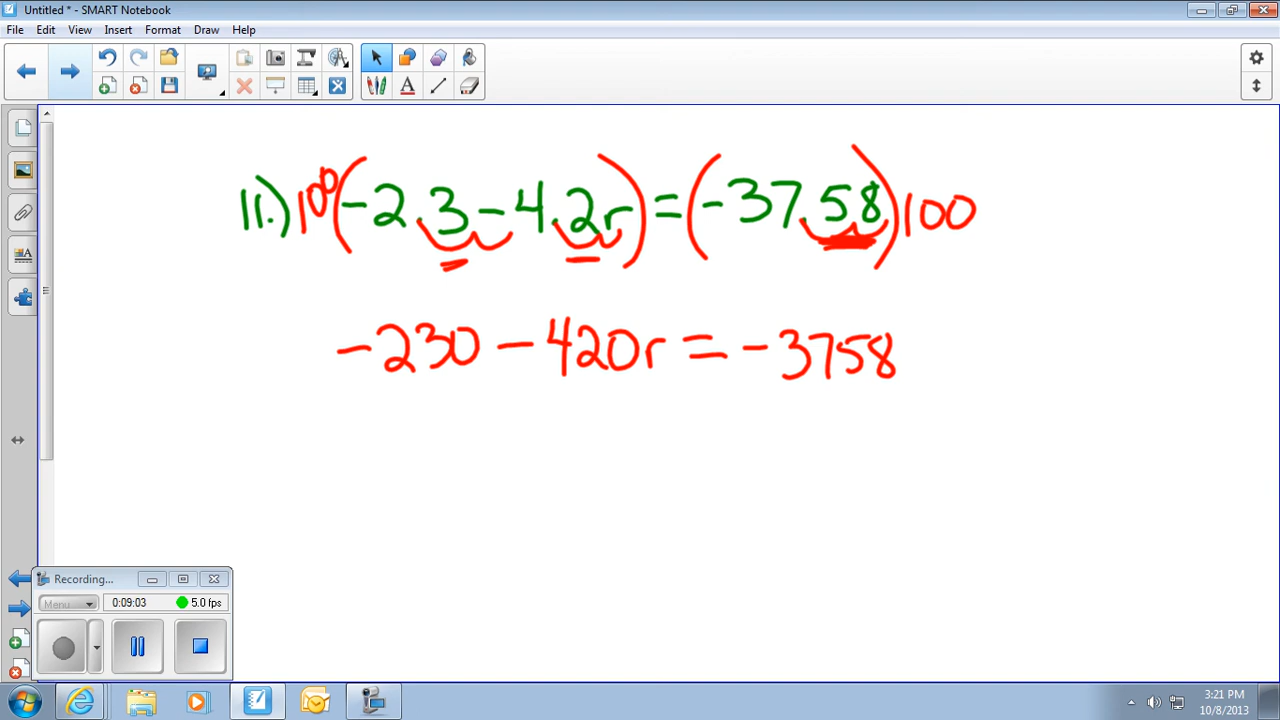 Untitled * - SMART Notebook
File Edit View Insert Format Draw Help
11.) 100(-2.3 - 4.2r) = (-37.58)100
-230 - 420r = -3758
Recording...
Menu 0:09:03 5.0 fps
3:21 PM
10/8/2013